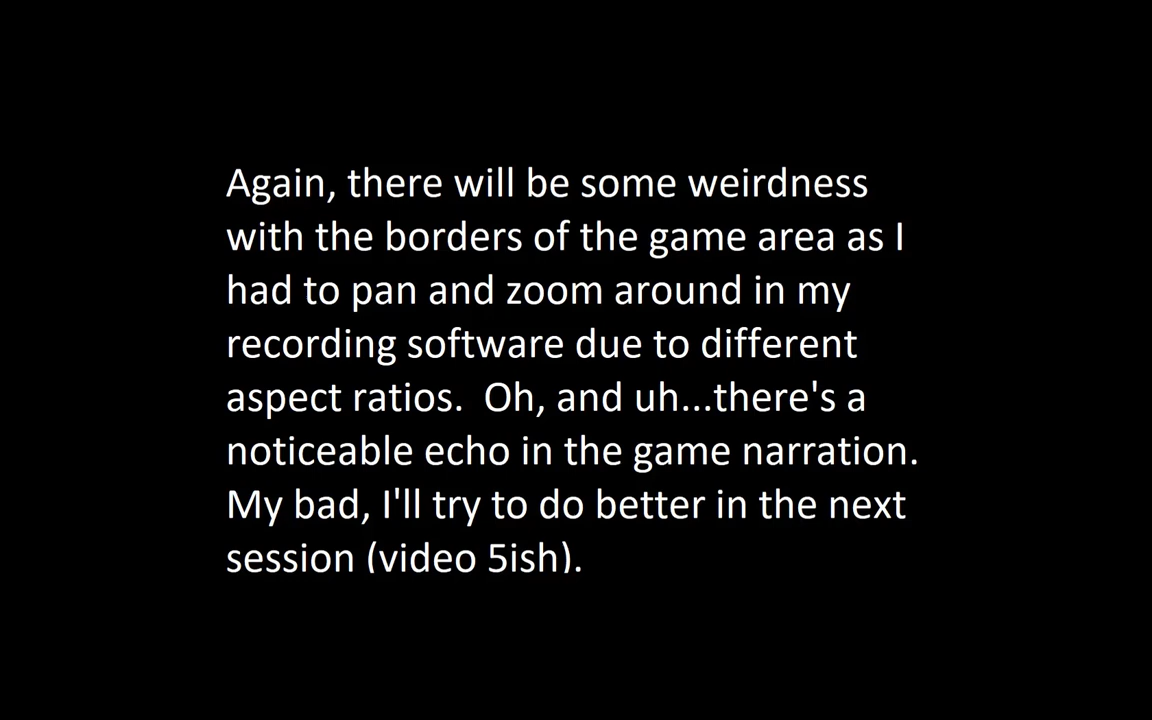 Again, there will be some weirdness
with the borders of the game area as I
had to pan and zoom around in my
recording software due to different
aspect ratios.  Oh, and uh...there's a
noticeable echo in the game narration.
My bad, I'll try to do better in the next
session (video 5ish).